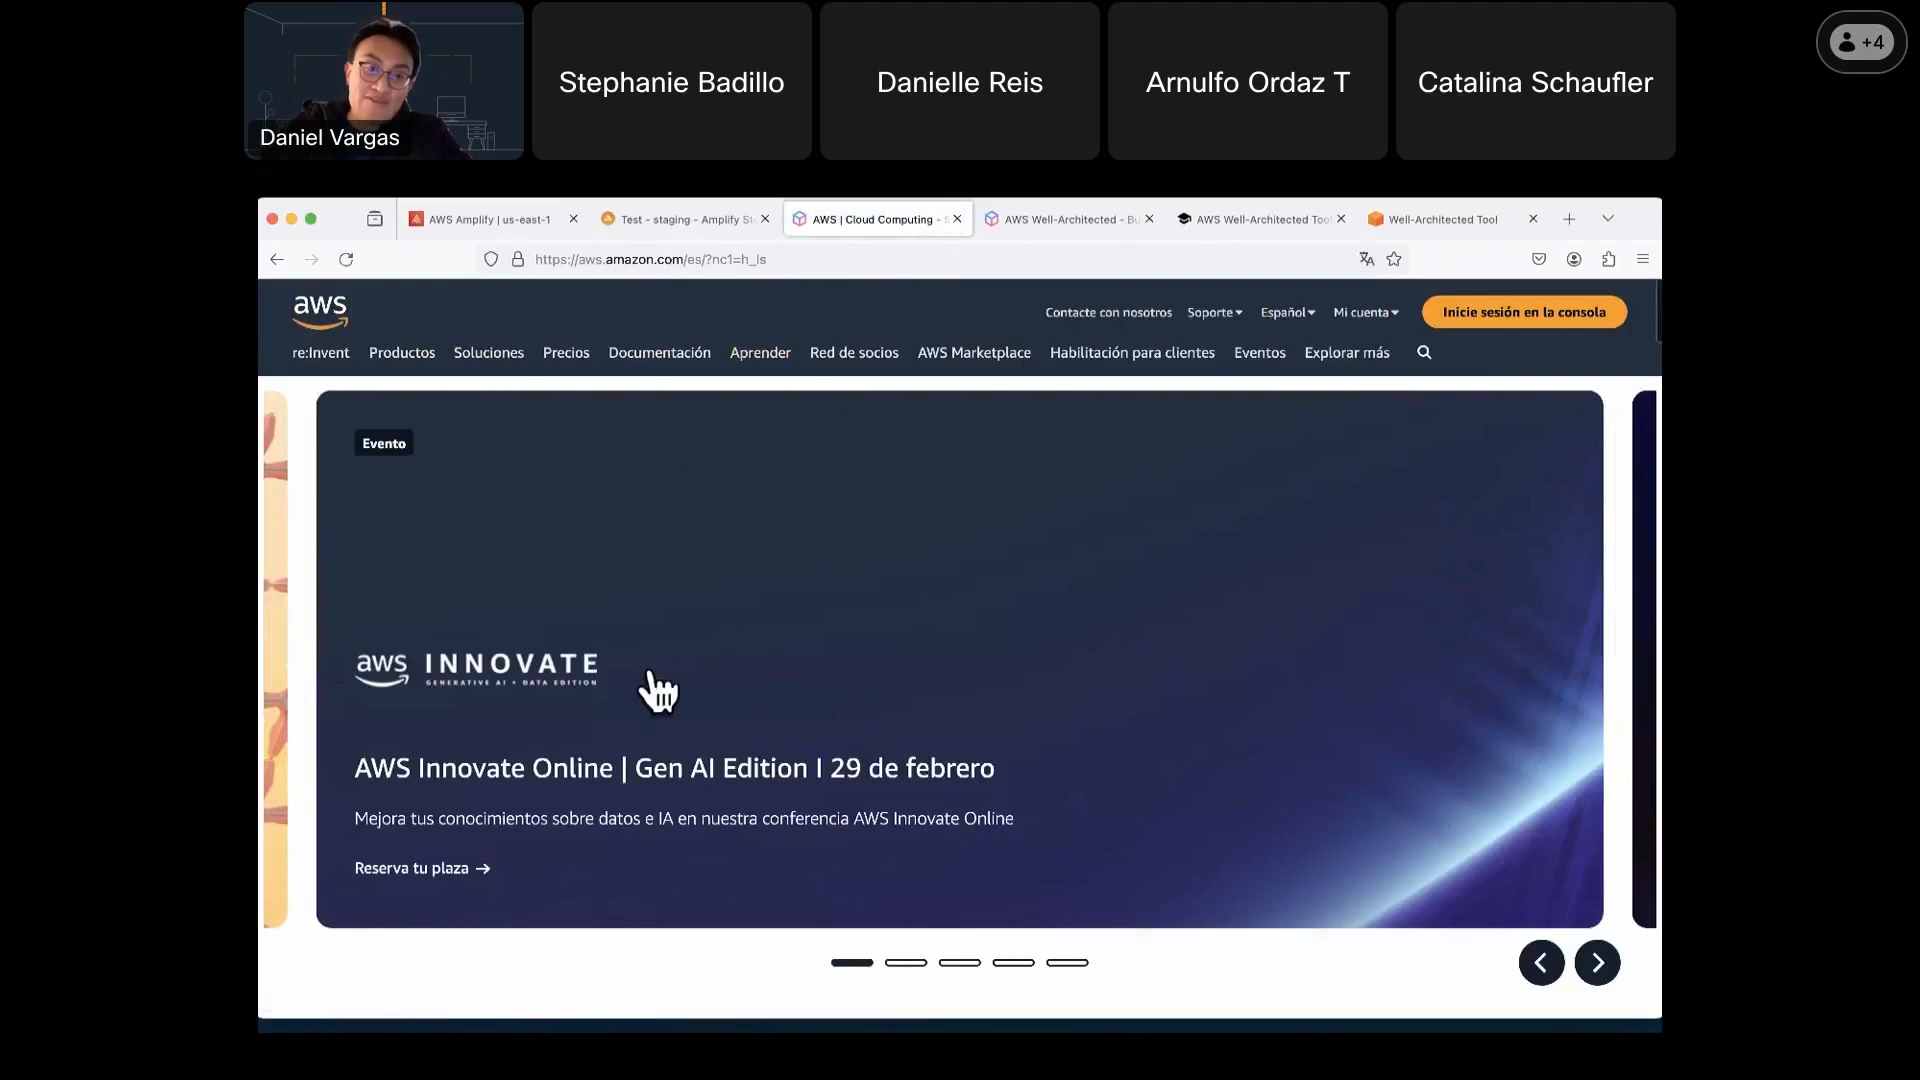 Daniel Vargas
Stephanie Badillo
Danielle Reis
Arnulfo Ordaz T
Catalina Schaufler
+4
AWS Amplify | us-east-1
Test - staging - Amplify St
AWS | Cloud Computing - S
AWS Well-Architected - Bu
AWS Well-Architected Tool
Well-Architected Tool
https://aws.amazon.com/es/?nc1=h_ls
aws
Contacte con nosotros
Soporte
Español
Mi cuenta
Inicie sesión en la consola
re:Invent
Productos
Soluciones
Precios
Documentación
Aprender
Red de socios
AWS Marketplace
Habilitación para clientes
Eventos
Explorar más
Evento
aws INNOVATE
GENERATIVE AI + DATA EDITION
AWS Innovate Online | Gen AI Edition I 29 de febrero
Mejora tus conocimientos sobre datos e IA en nuestra conferencia AWS Innovate Online
Reserva tu plaza →